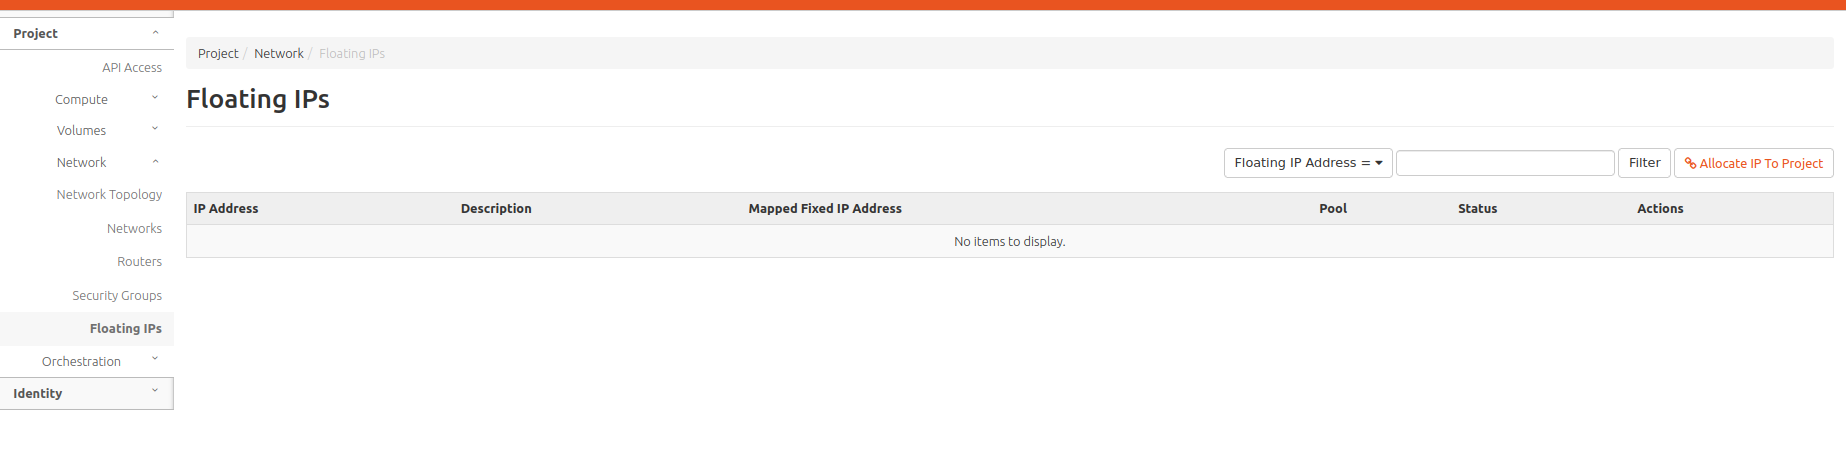 Project
API Access
Compute
Volumes
Network
Network Topology
Networks
Routers
Security Groups
Floating IPs
Orchestration
Identity
Project / Network / Floating IPs
Floating IPs
Floating IP Address = Filter Allocate IP To Project
IP Address Description Mapped Fixed IP Address Pool Status Actions
No items to display.